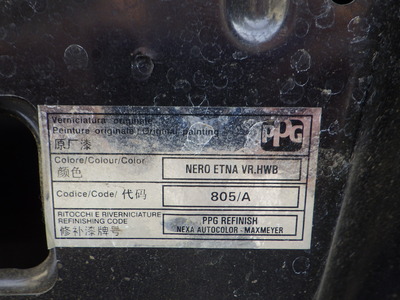 Verniciatura originale
Peinture originale/Original painting
原厂漆
PPG
Colore/Colour/Color
颜色
NERO ETNA VR.HWB
Codice/Code/代码
805/A
RITOCCHI E RIVERNICIATURE
REFINISHING CODE
修补漆牌号
PPG REFINISH
NEXA AUTOCOLOR - MAXMEYER